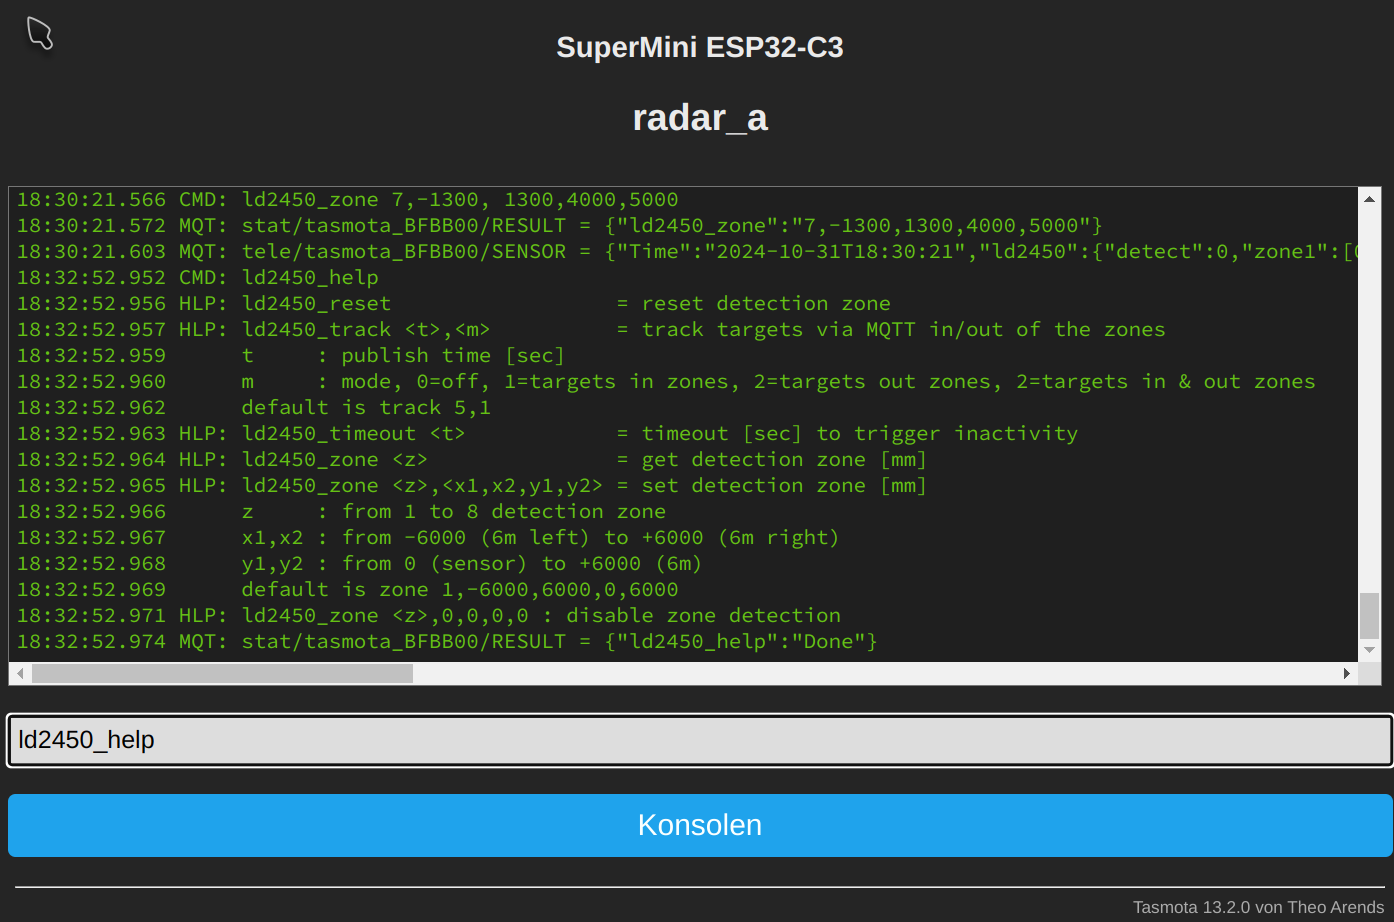 SuperMini ESP32-C3
radar_a
18:30:21.566 CMD: ld2450_zone 7,-1300, 1300,4000,5000
18:30:21.572 MQT: stat/tasmota_BFBB00/RESULT = {"ld2450_zone":"7,-1300,1300,4000,5000"}
18:30:21.603 MQT: tele/tasmota_BFBB00/SENSOR = {"Time":"2024-10-31T18:30:21","ld2450":{"detect":0,"zone1":[
18:32:52.952 CMD: ld2450_help
18:32:52.956 HLP: ld2450_reset                  = reset detection zone
18:32:52.957 HLP: ld2450_track <t>,<m>          = track targets via MQTT in/out of the zones
18:32:52.959      t     : publish time [sec]
18:32:52.960      m     : mode, 0=off, 1=targets in zones, 2=targets out zones, 2=targets in & out zones
18:32:52.962      default is track 5,1
18:32:52.963 HLP: ld2450_timeout <t>            = timeout [sec] to trigger inactivity
18:32:52.964 HLP: ld2450_zone <z>               = get detection zone [mm]
18:32:52.965 HLP: ld2450_zone <z>,<x1,x2,y1,y2> = set detection zone [mm]
18:32:52.966      z     : from 1 to 8 detection zone
18:32:52.967      x1,x2 : from -6000 (6m left) to +6000 (6m right)
18:32:52.968      y1,y2 : from 0 (sensor) to +6000 (6m)
18:32:52.969      default is zone 1,-6000,6000,0,6000
18:32:52.971 HLP: ld2450_zone <z>,0,0,0,0 : disable zone detection
18:32:52.974 MQT: stat/tasmota_BFBB00/RESULT = {"ld2450_help":"Done"}
ld2450_help
Konsolen
Tasmota 13.2.0 von Theo Arends